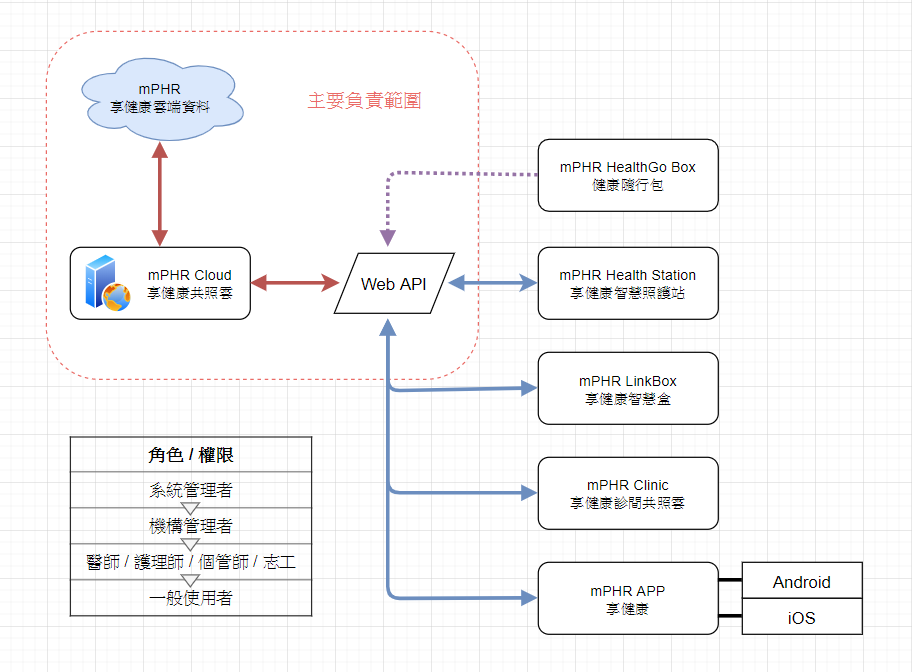 mPHR
享健康雲端資料
主要負責範圍
mPHR HealthGo Box
健康隨行包
mPHR Cloud
享健康共照雲
Web API
mPHR Health Station
享健康智慧照護站
mPHR LinkBox
享健康智慧盒
mPHR Clinic
享健康診間共照雲
mPHR APP
享健康
Android
iOS
角色 / 權限
系統管理者
機構管理者
醫師 / 護理師 / 個管師 / 志工
一般使用者